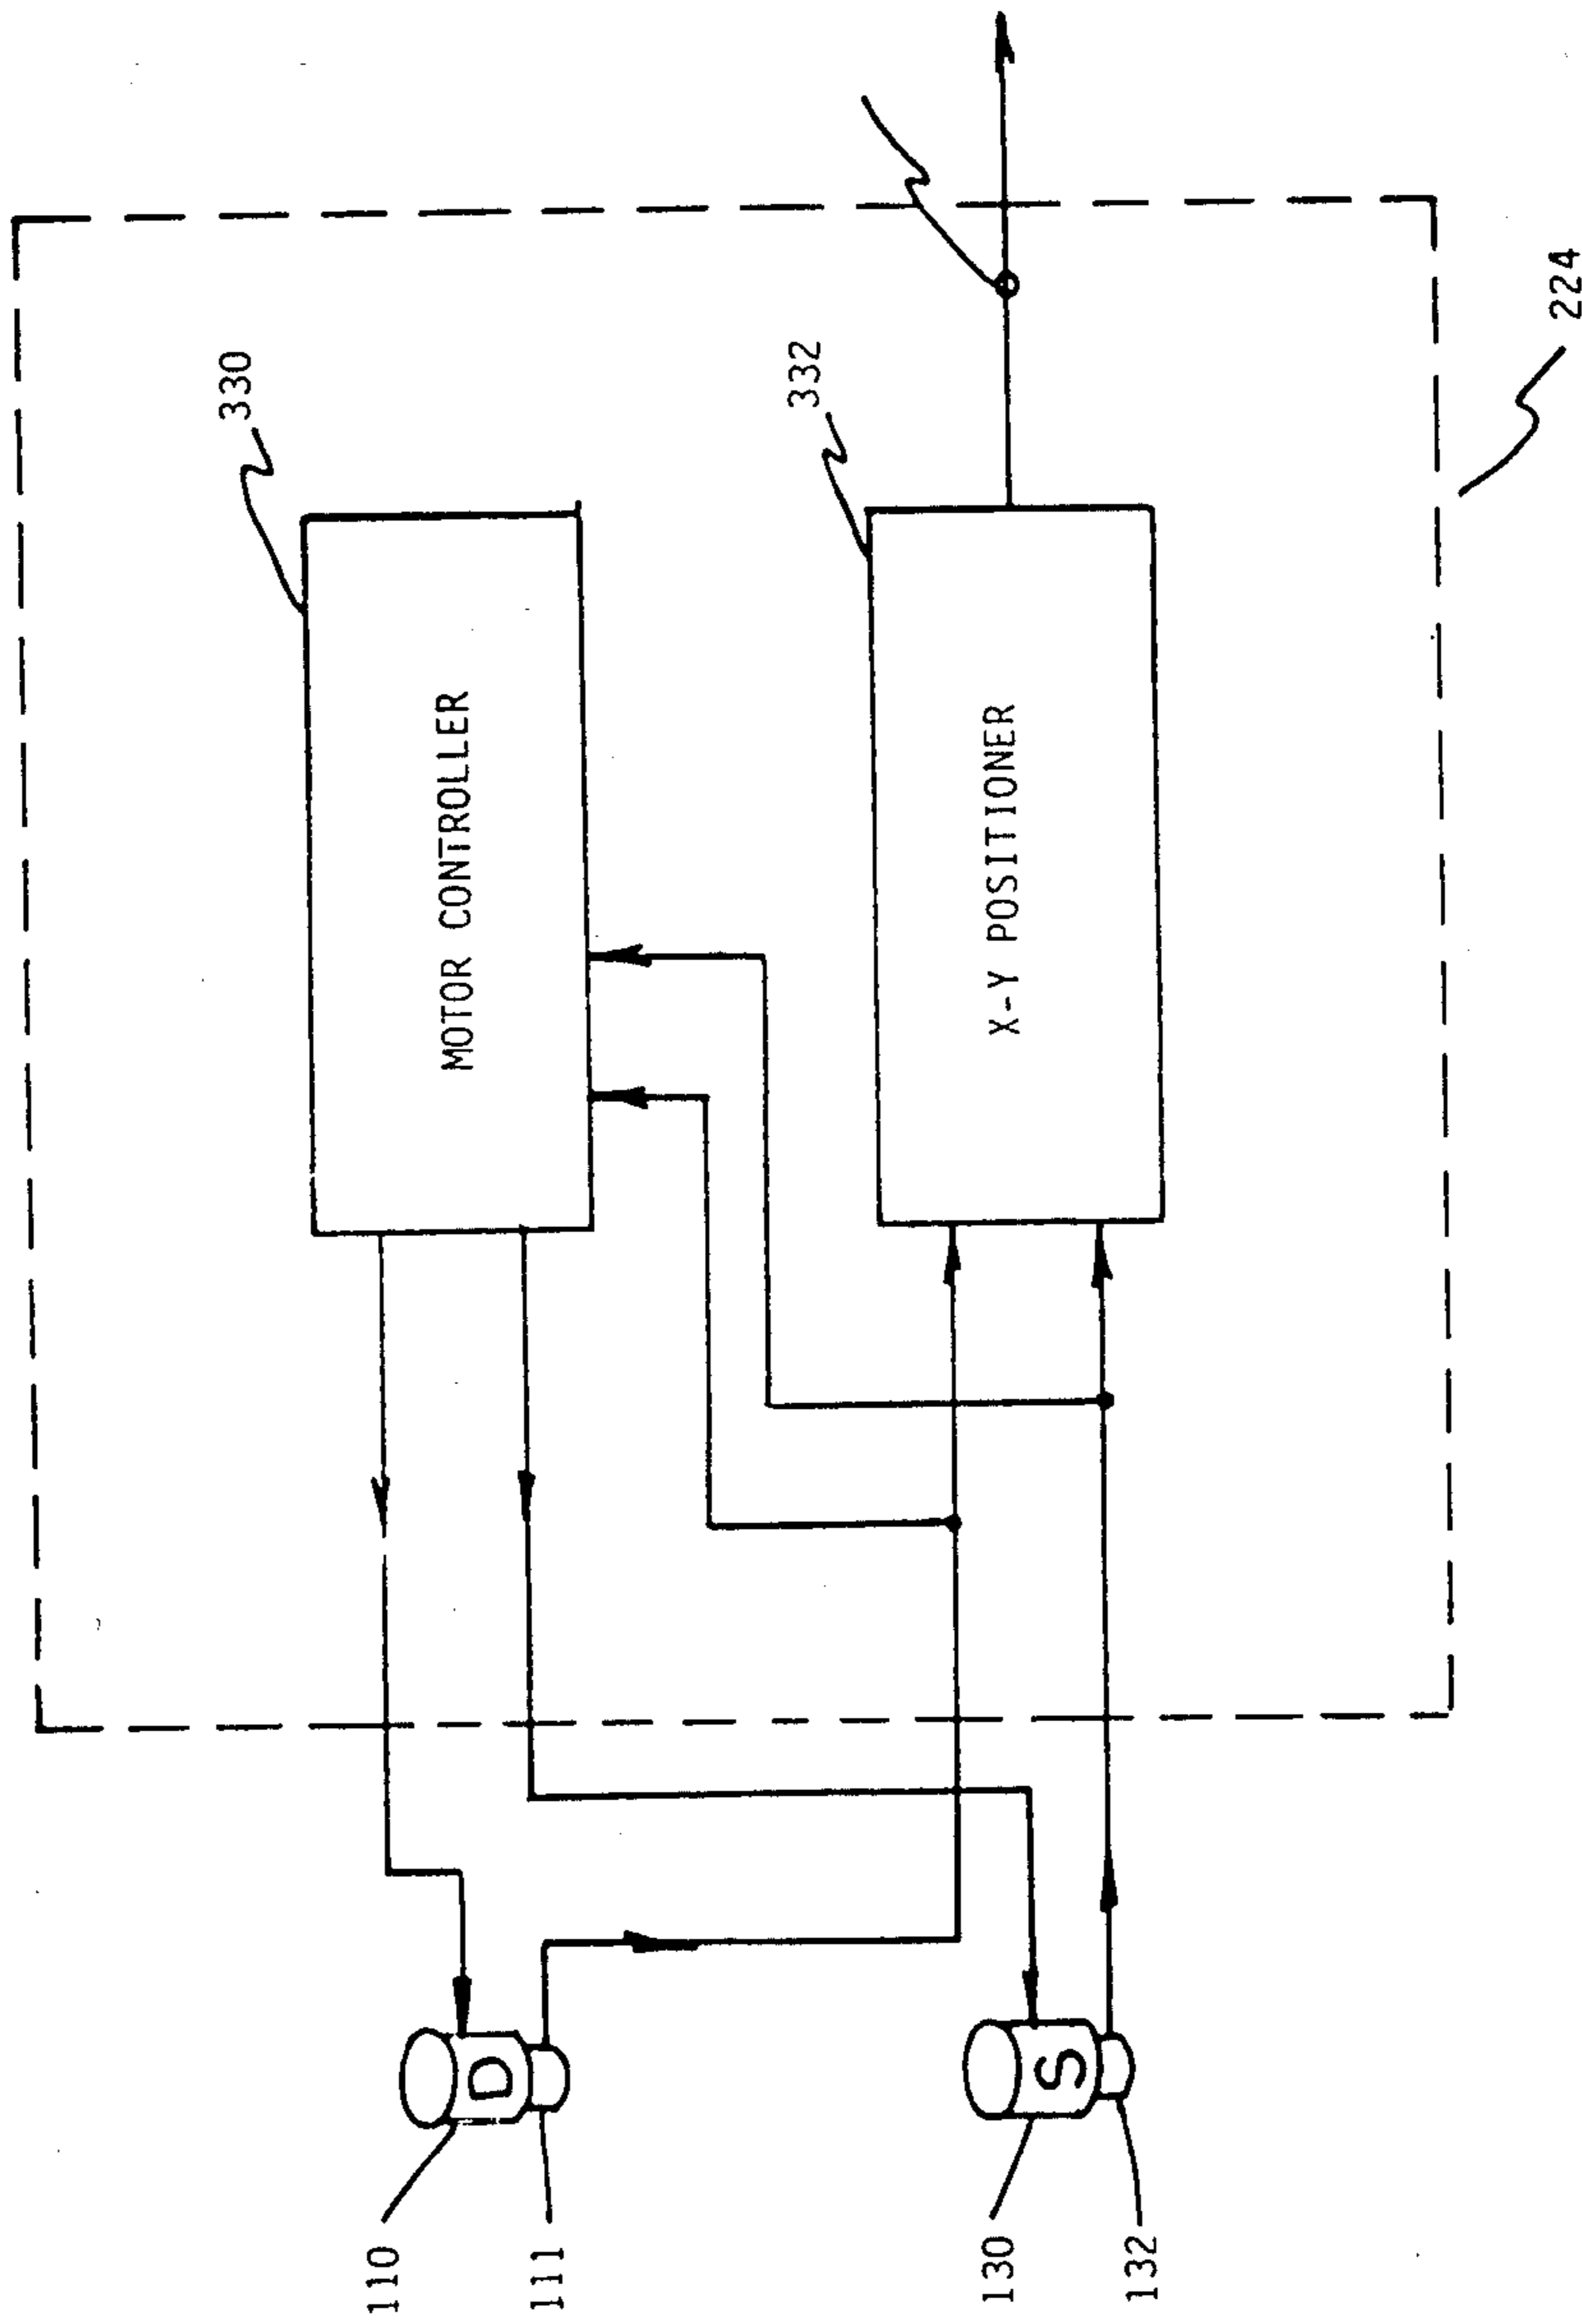 330
MOTOR CONTROLLER
110
D
111
332
X-Y POSITIONER
130
S
132
224